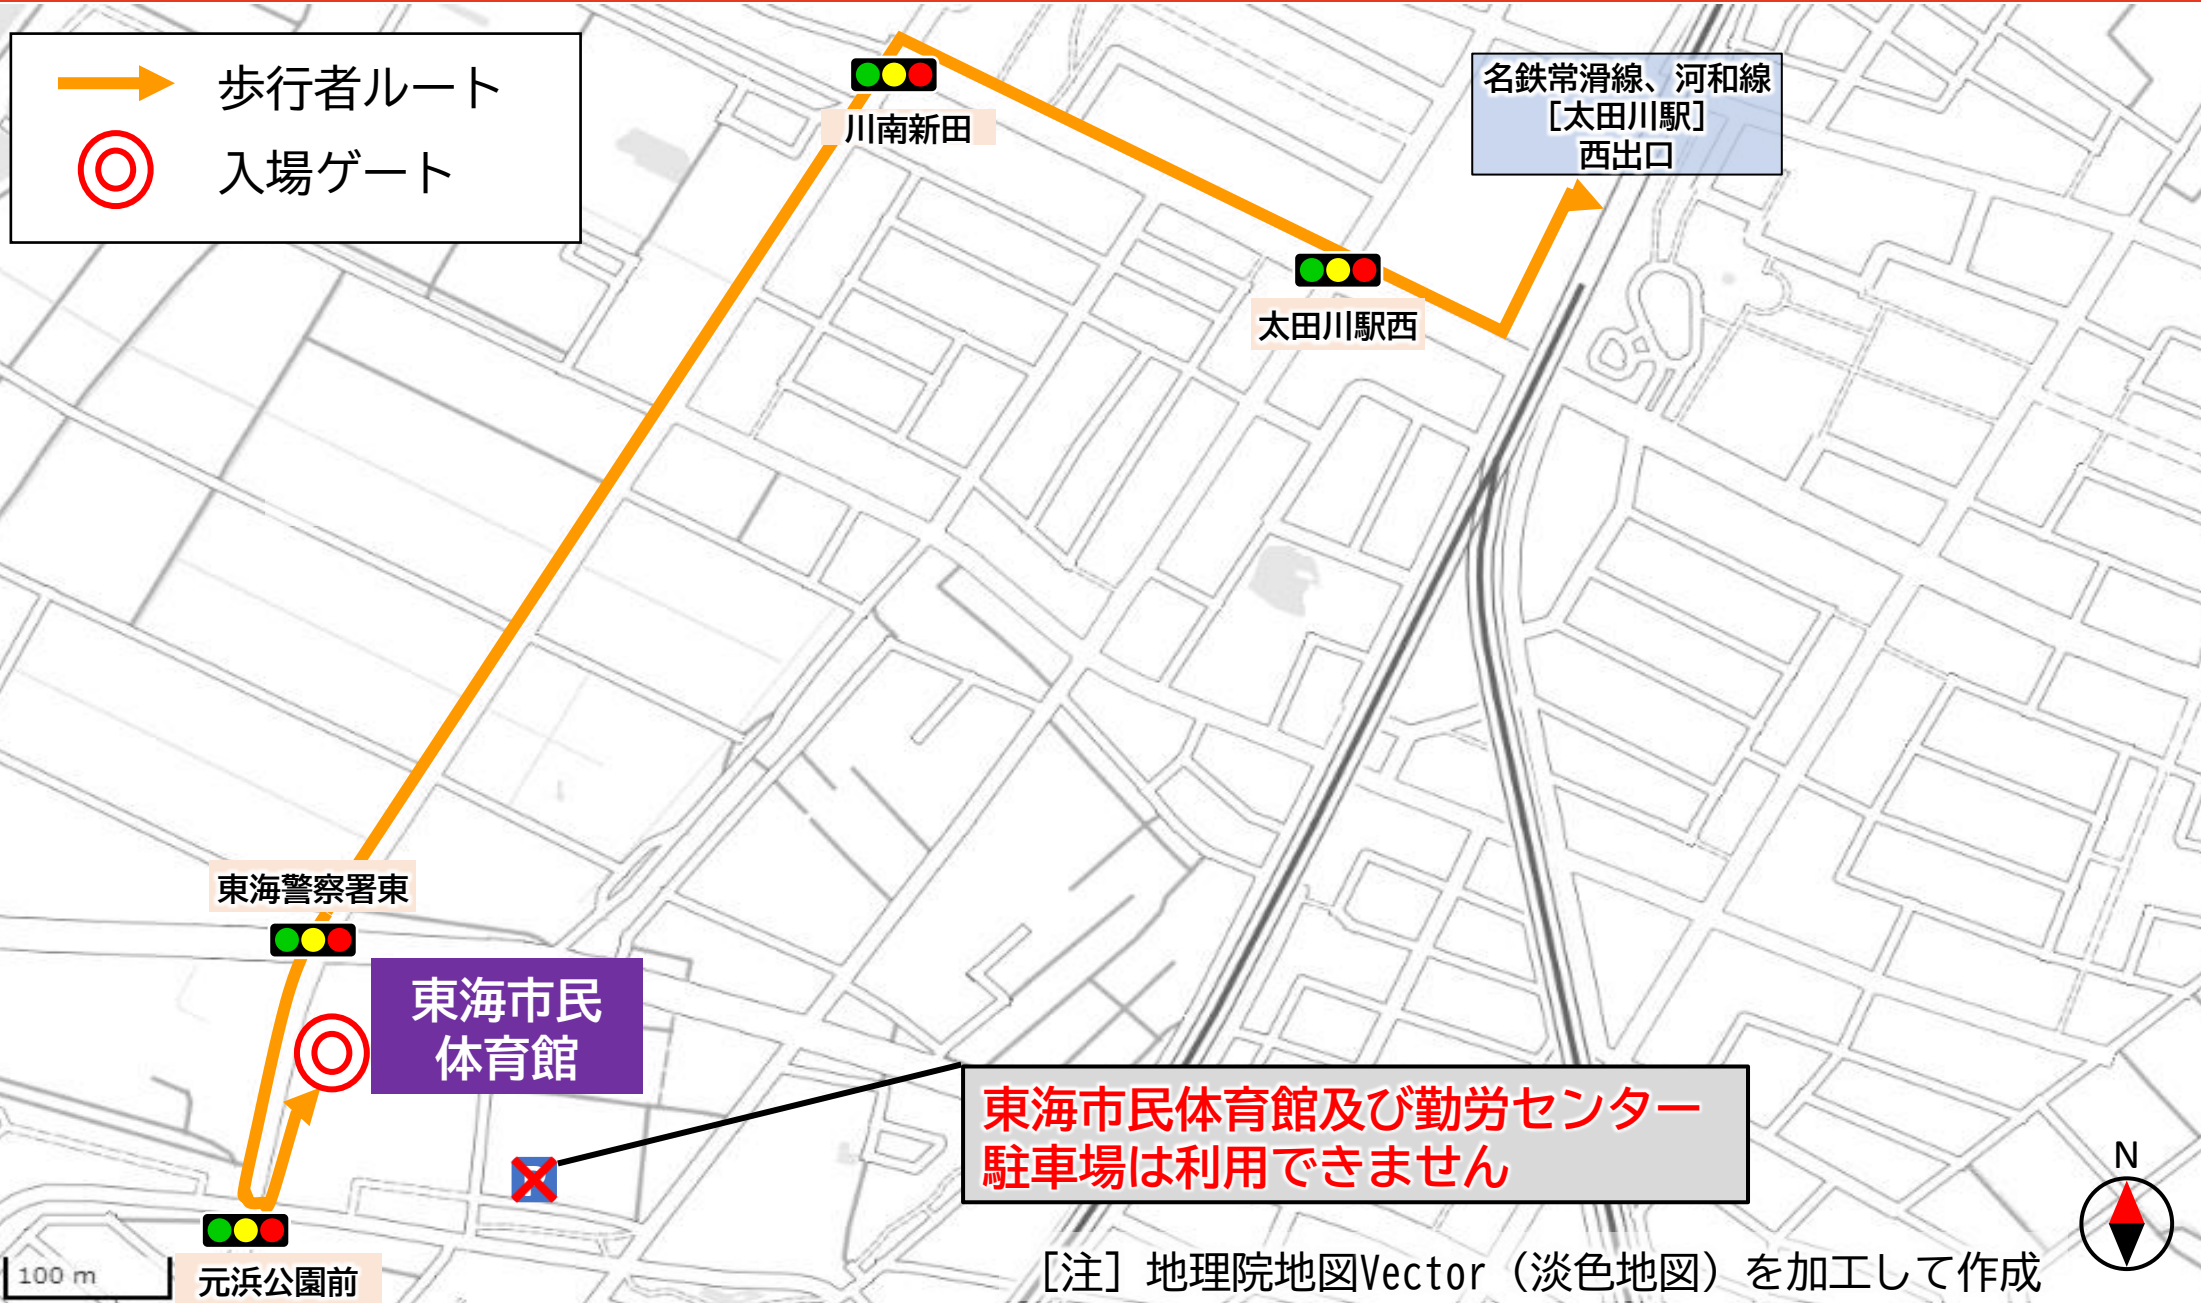 歩行者ルート
入場ゲート
川南新田
名鉄常滑線、河和線
［太田川駅］
西出口
太田川駅西
東海警察署東
東海市民
体育館
東海市民体育館及び勤労センター
駐車場は利用できません
元浜公園前
100 m
N
［注］地理院地図Vector（淡色地図）を加工して作成